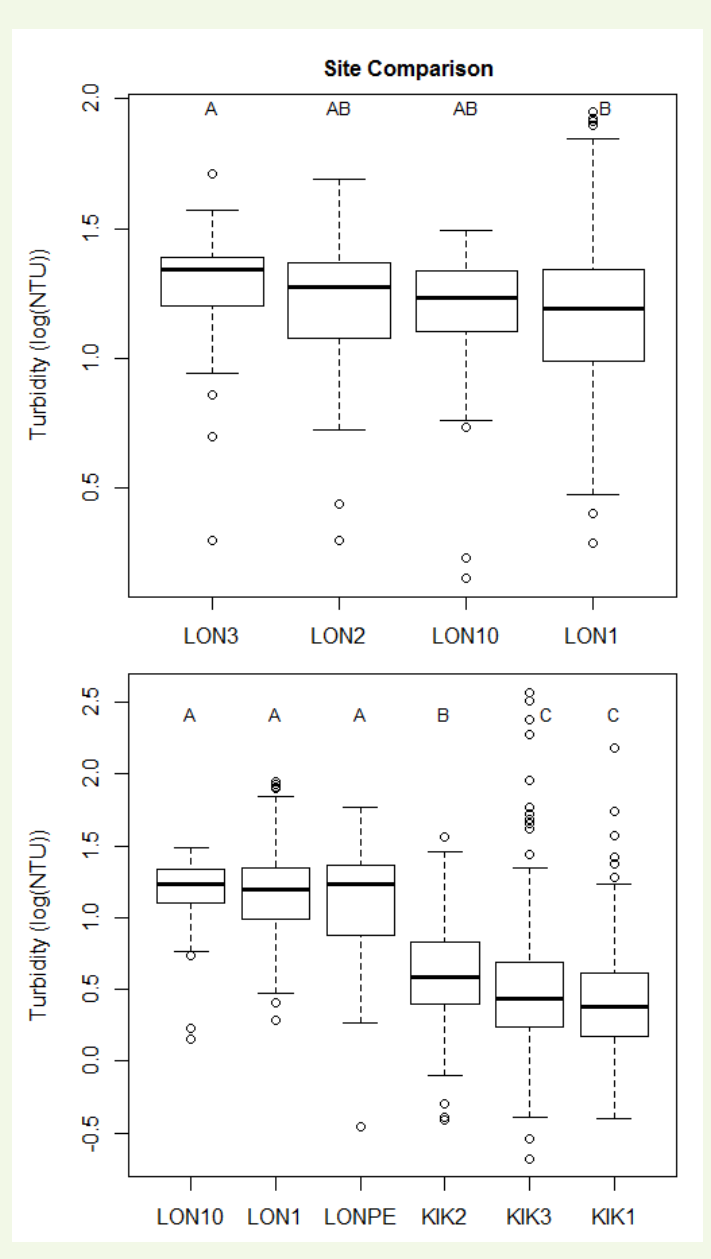 Site Comparison
A AB AB B
2.0
1.5
1.0
0.5
Turbidity (log(NTU))
LON3 LON2 LON10 LON1
A A A B C C
2.5
2.0
1.5
1.0
0.5
0.0
-0.5
Turbidity (log(NTU))
LON10 LON1 LONPE KIK2 KIK3 KIK1